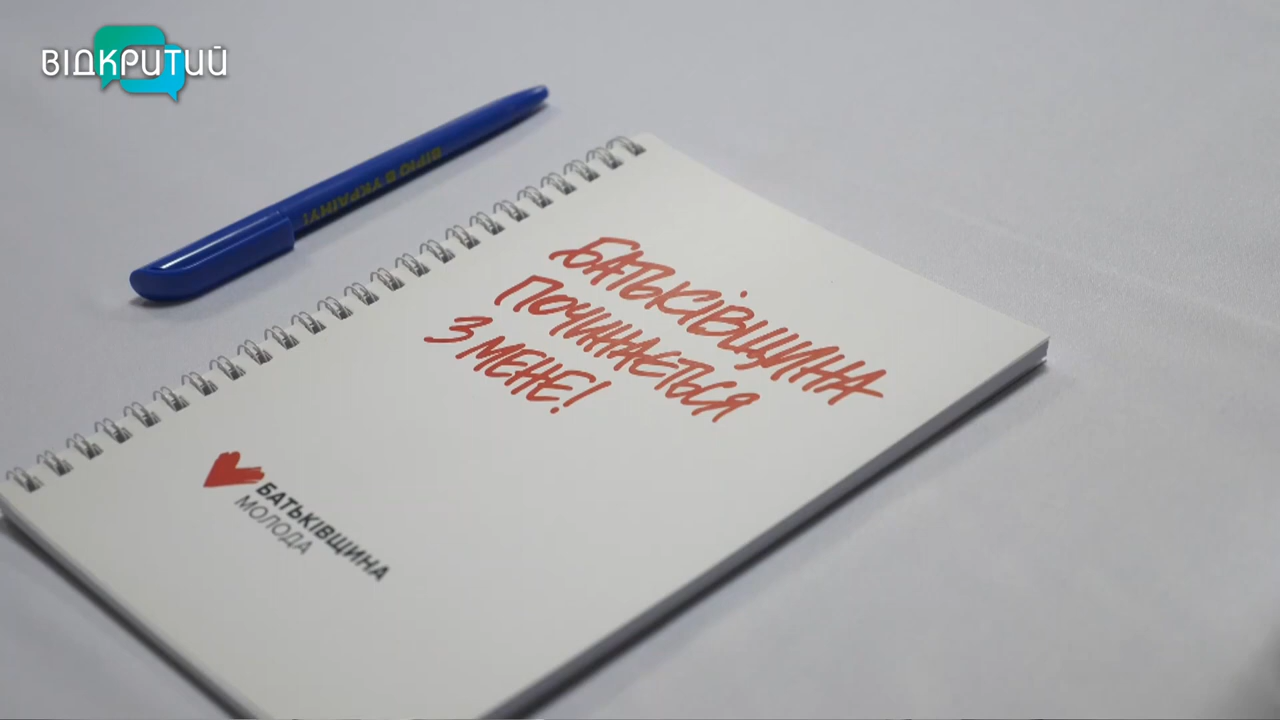 ВІДКРИТИЙ
ВІРЮ В УКРАЇНУ!
БАТЬКІВЩИНА
ПОЧИНАЄТЬСЯ
З МЕНЕ!
БАТЬКІВЩИНА
МОЛОДА